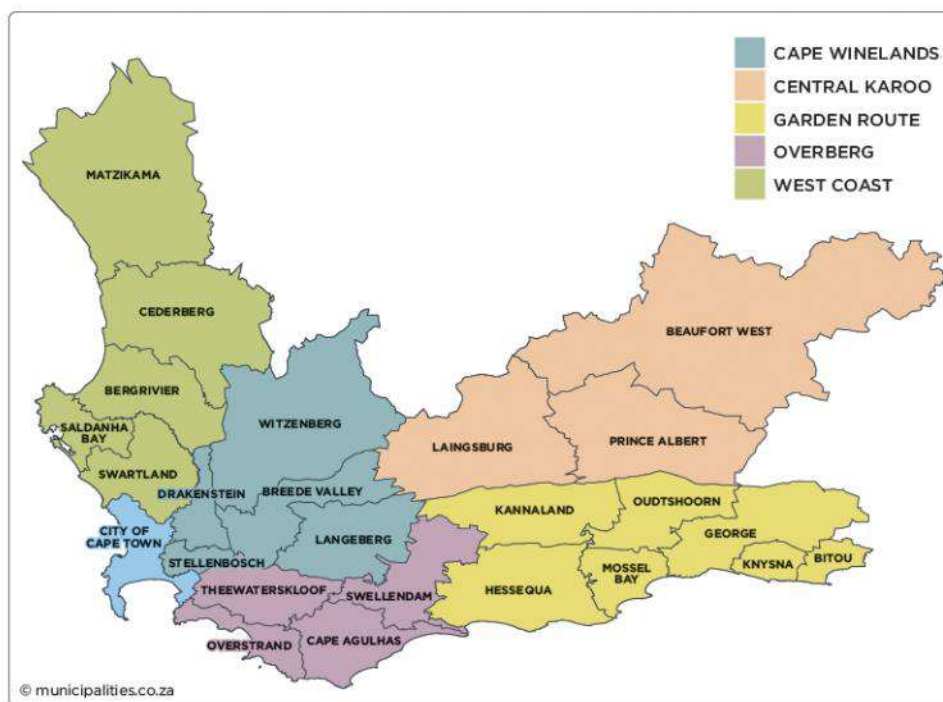 CAPE WINELANDS
CENTRAL KAROO
GARDEN ROUTE
OVERBERG
WEST COAST
MATZIKAMA
CEDERBERG
BEAUFORT WEST
BERGRIVIER
WITZENBERG
SALDANHA
BAY
LAINGSBURG
PRINCE ALBERT
SWARTLAND
DRAKENSTEIN
BREEDE VALLEY
KANNALAND
OUDTSHOORN
CITY OF
CAPE TOWN
LANGEBERG
GEORGE
STELLENBOSCH
MOSSEL
BAY
KNYSNA
BITOU
THEEWATERSKLOOF
SWELLENDAM
HESSEQUA
OVERSTRAND
CAPE AGULHAS
© municipalities.co.za